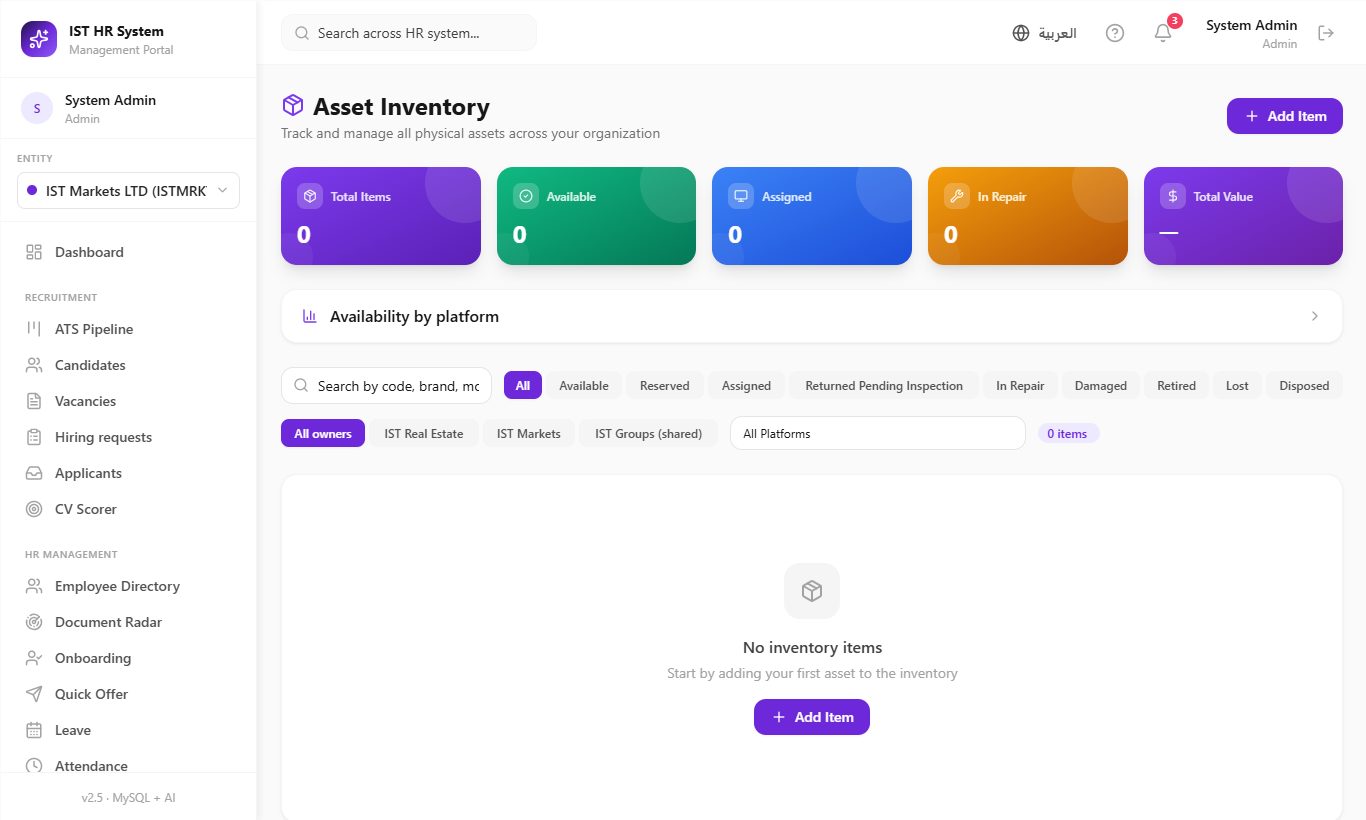 IST HR System
Management Portal
S
System Admin
Admin
ENTITY
IST Markets LTD (ISTMRK
Dashboard
RECRUITMENT
ATS Pipeline
Candidates
Vacancies
Hiring requests
Applicants
CV Scorer
HR MANAGEMENT
Employee Directory
Document Radar
Onboarding
Quick Offer
Leave
Attendance
v2.5 · MySQL + AI
Search across HR system...
العربية
3
System Admin
Admin
Asset Inventory
Track and manage all physical assets across your organization
Add Item
Total Items
0
Available
0
Assigned
0
In Repair
0
Total Value
—
Availability by platform
Search by code, brand, mo
All
Available
Reserved
Assigned
Returned Pending Inspection
In Repair
Damaged
Retired
Lost
Disposed
All owners
IST Real Estate
IST Markets
IST Groups (shared)
All Platforms
0 items
No inventory items
Start by adding your first asset to the inventory
Add Item